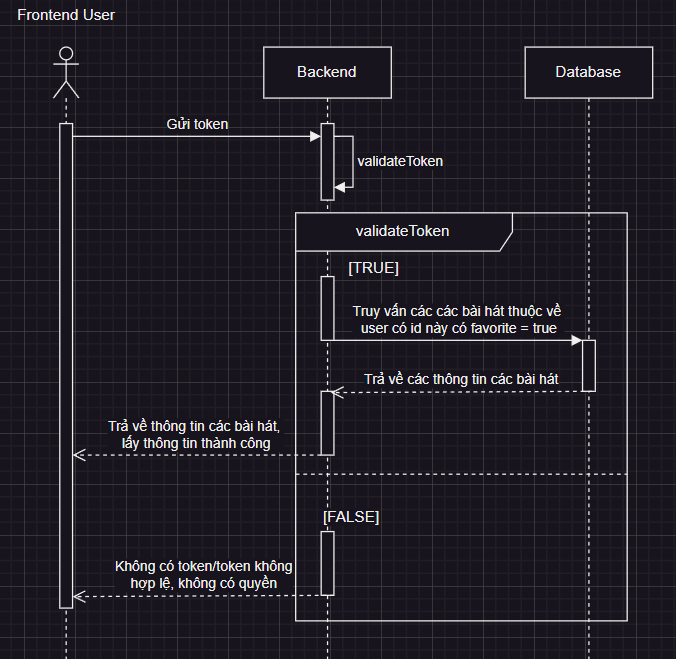 Frontend User
Backend
Database
Gửi token
validateToken
validateToken
[TRUE]
Truy vấn các các bài hát thuộc về
user có id này có favorite = true
Trả về các thông tin các bài hát
Trả về thông tin các bài hát,
lấy thông tin thành công
[FALSE]
Không có token/token không
hợp lệ, không có quyền